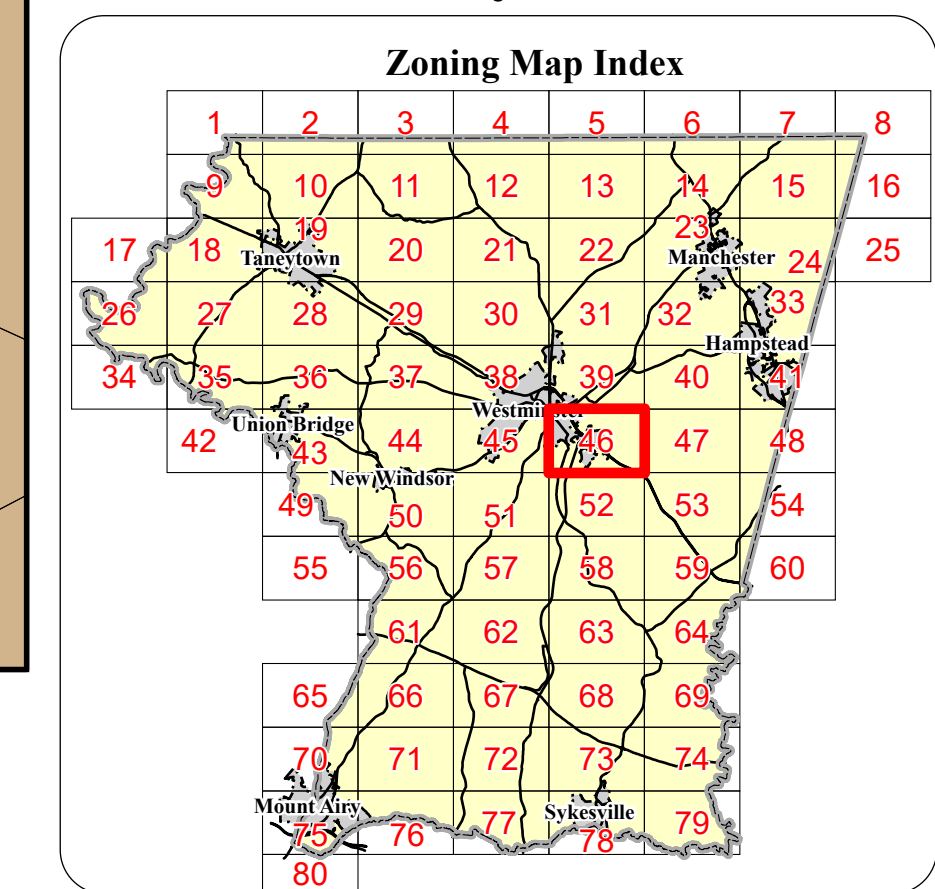 Zoning Map Index
1 2 3 4 5 6 7 8
9 10 11 12 13 14 15 16
17 18 19 20 21 22 23 24 25
Taneytown
Manchester
26 27 28 29 30 31 32 33
Hampstead
34 35 36 37 38 39 40 41
Westminster
Union Bridge
42 43 44 45 46 47 48
New Windsor
49 50 51 52 53 54
55 56 57 58 59 60
61 62 63 64
65 66 67 68 69
70 71 72 73 74
Mount Airy
Sykesville
75 76 77 78 79
80